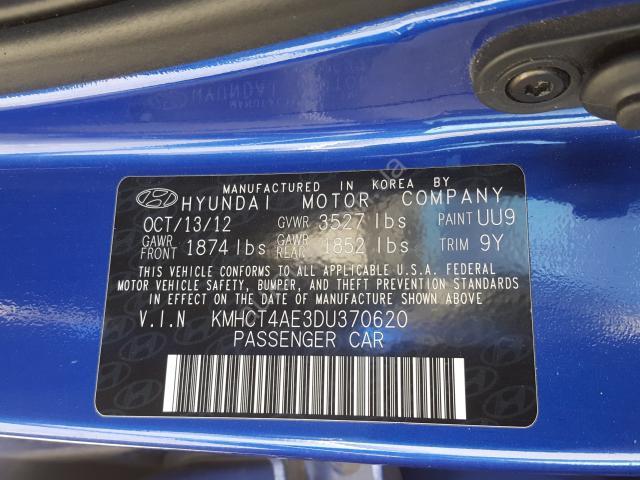 MANUFACTURED IN KOREA BY
HYUNDAI MOTOR COMPANY
OCT/13/12 GVWR 3527 lbs PAINT UU9
GAWR FRONT 1874 lbs GAWR REAR 1852 lbs TRIM 9Y
THIS VEHICLE CONFORMS TO ALL APPLICABLE U.S.A. FEDERAL
MOTOR VEHICLE SAFETY, BUMPER, AND THEFT PREVENTION STANDARDS
IN EFFECT ON THE DATE OF MANUFACTURE SHOWN ABOVE
V.I.N KMHCT4AE3DU370620
PASSENGER CAR